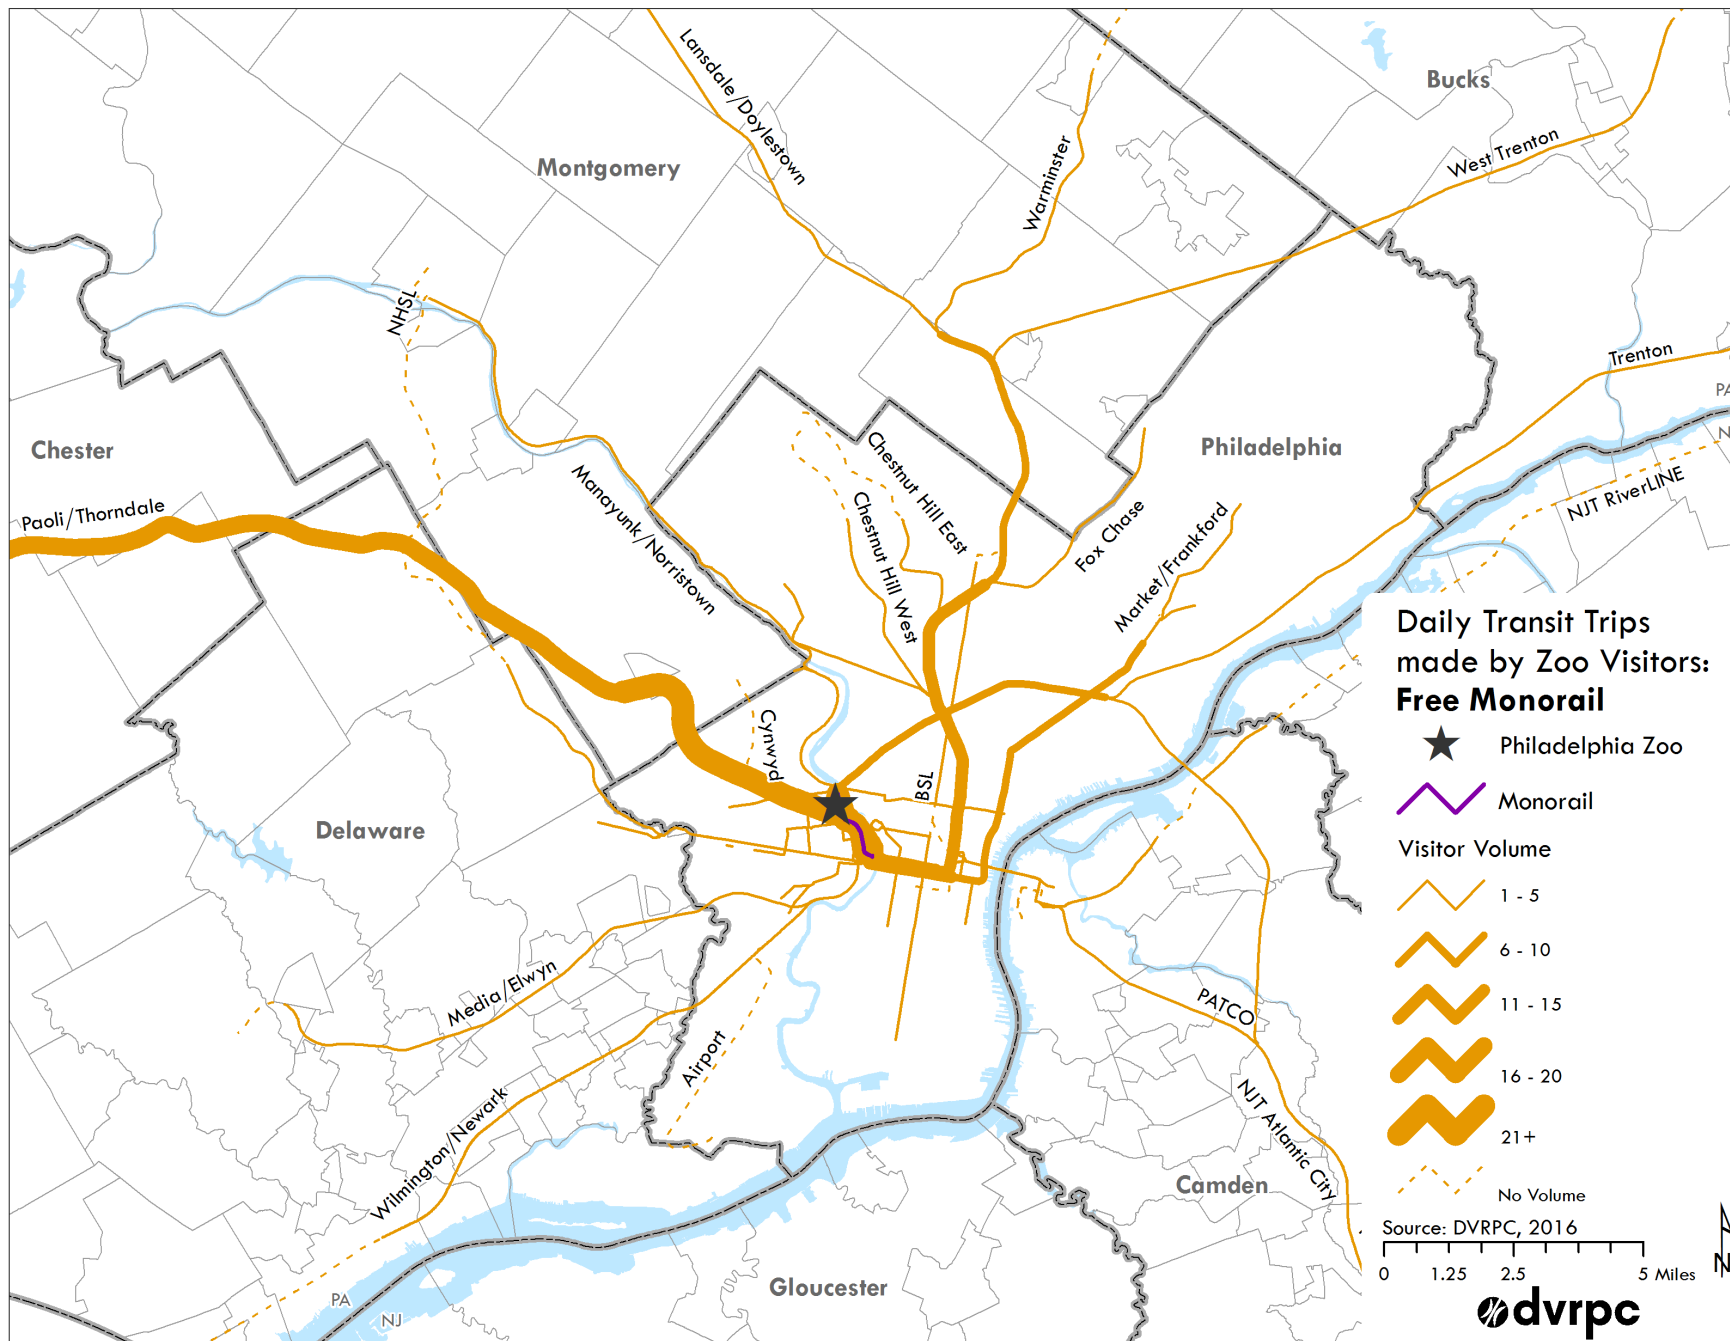 Lansdale/Doylestown
Bucks
Montgomery
Warminster
West Trenton
NHSL
Trenton
PA
N
Chester
Paoli/Thorndale
Manayunk/Norristown
Chestnut Hill East
Chestnut Hill West
Philadelphia
Fox Chase
Market/Frankford
NJT RiverLINE
Cynwyd
BSL
Delaware
Media/Elwyn
Airport
Wilmington/Newark
PATCO
NJT Atlantic City
Camden
Gloucester
PA
NJ
Daily Transit Trips
made by Zoo Visitors:
Free Monorail
Philadelphia Zoo
Monorail
Visitor Volume
1 - 5
6 - 10
11 - 15
16 - 20
21+
No Volume
Source: DVRPC, 2016
0 1.25 2.5 5 Miles
N
dvrpc